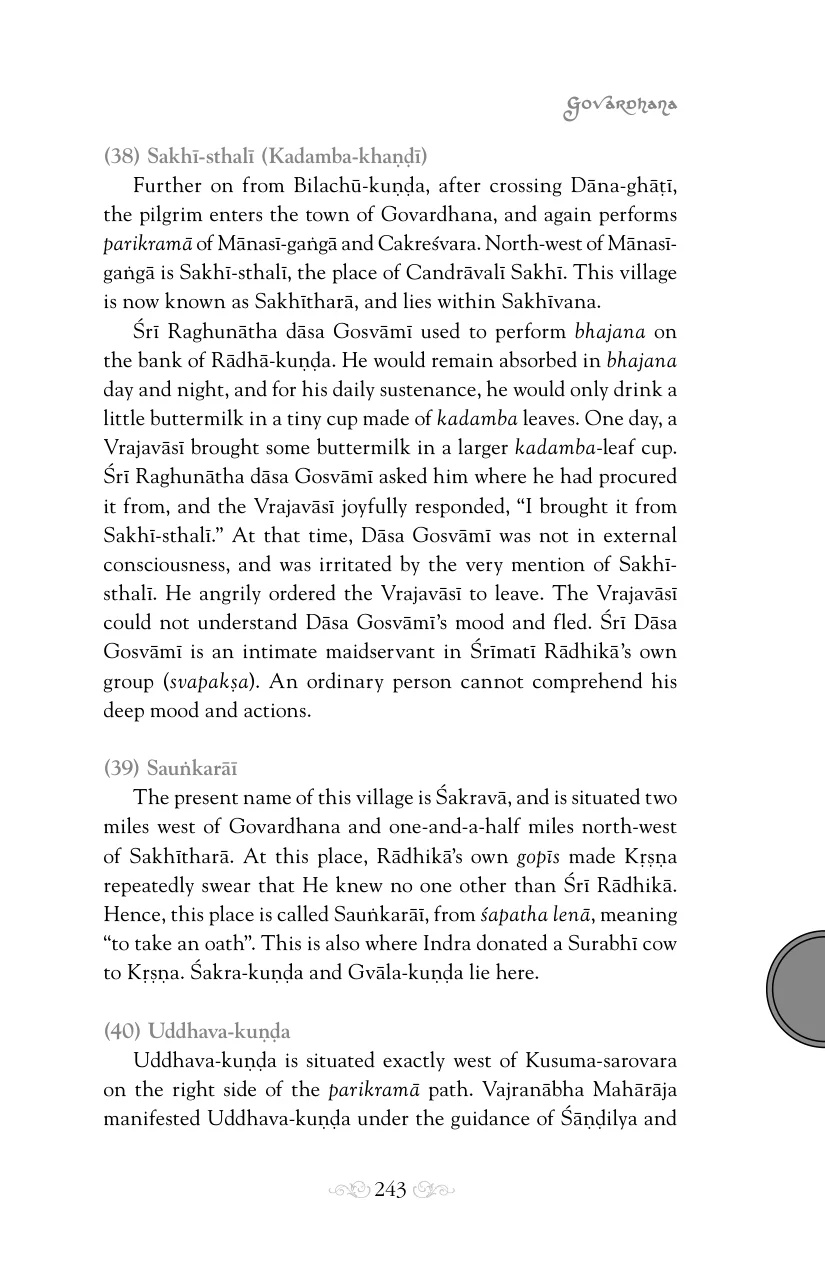 Govardhana
(38) Sakhī-sthalī (Kadamba-khaṇḍī)
Further on from Bilachū-kuṇḍa, after crossing Dāna-ghāṭī,
the pilgrim enters the town of Govardhana, and again performs
parikramā of Mānasī-gaṅgā and Cakreśvara. North-west of Mānasī-
gaṅgā is Sakhī-sthalī, the place of Candrāvalī Sakhī. This village
is now known as Sakhītharā, and lies within Sakhīvana.
Śrī Raghunātha dāsa Gosvāmī used to perform bhajana on
the bank of Rādhā-kuṇḍa. He would remain absorbed in bhajana
day and night, and for his daily sustenance, he would only drink a
little buttermilk in a tiny cup made of kadamba leaves. One day, a
Vrajavāsī brought some buttermilk in a larger kadamba-leaf cup.
Śrī Raghunātha dāsa Gosvāmī asked him where he had procured
it from, and the Vrajavāsī joyfully responded, “I brought it from
Sakhī-sthalī.” At that time, Dāsa Gosvāmī was not in external
consciousness, and was irritated by the very mention of Sakhī-
sthalī. He angrily ordered the Vrajavāsī to leave. The Vrajavāsī
could not understand Dāsa Gosvāmī’s mood and fled. Śrī Dāsa
Gosvāmī is an intimate maidservant in Śrīmatī Rādhikā’s own
group (svapakṣa). An ordinary person cannot comprehend his
deep mood and actions.
(39) Sauṅkarāī
The present name of this village is Śakravā, and is situated two
miles west of Govardhana and one-and-a-half miles north-west
of Sakhītharā. At this place, Rādhikā’s own gopīs made Kṛṣṇa
repeatedly swear that He knew no one other than Śrī Rādhikā.
Hence, this place is called Sauṅkarāī, from śapatha lenā, meaning
“to take an oath”. This is also where Indra donated a Surabhī cow
to Kṛṣṇa. Śakra-kuṇḍa and Gvāla-kuṇḍa lie here.
(40) Uddhava-kuṇḍa
Uddhava-kuṇḍa is situated exactly west of Kusuma-sarovara
on the right side of the parikramā path. Vajranābha Mahārāja
manifested Uddhava-kuṇḍa under the guidance of Śāṇḍilya and
243